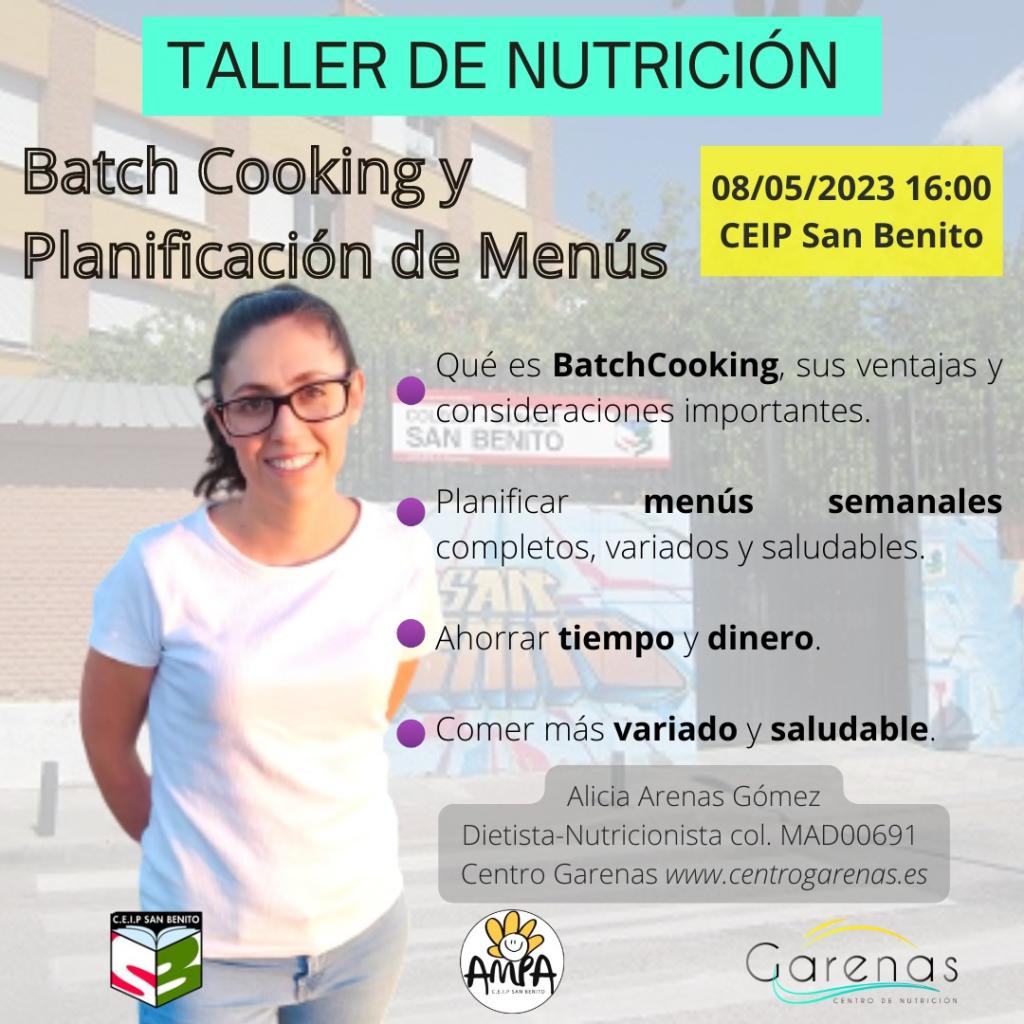 TALLER DE NUTRICIÓN
Batch Cooking y
Planificación de Menús
08/05/2023 16:00
CEIP San Benito
Qué es BatchCooking, sus ventajas y
consideraciones importantes.
SAN BENITO
Planificar menús semanales
completos, variados y saludables.
SAN
Ahorrar tiempo y dinero.
Comer más variado y saludable.
Alicia Arenas Gómez
Dietista-Nutricionista col. MAD00691
Centro Garenas www.centrogarenas.es
C.E.I.P SAN BENITO
SB
AMPA
C.E.I.P SAN BENITO
Garenas
CENTRO DE NUTRICIÓN